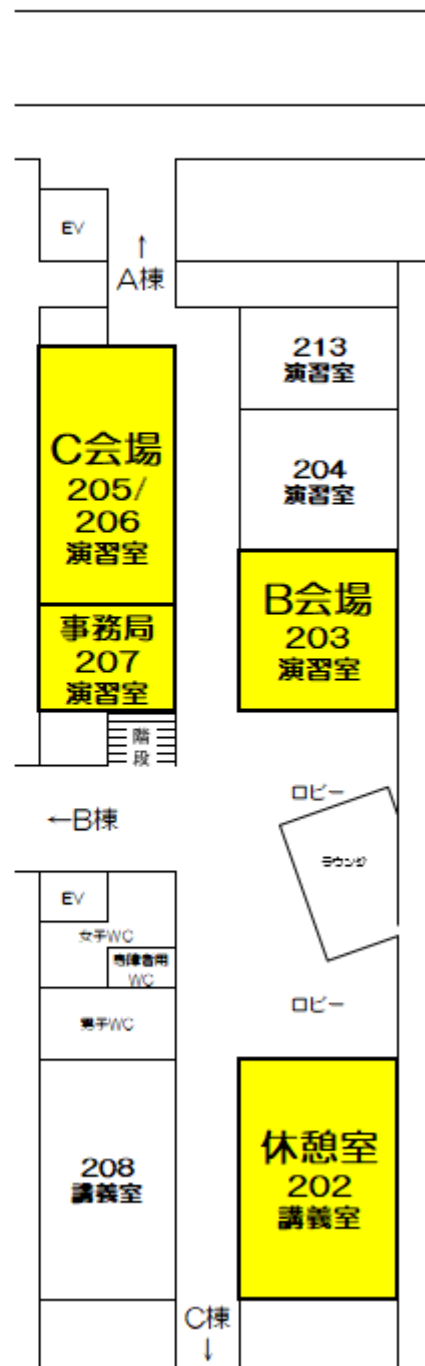 EV
↑
A棟
213
演習室
C会場
205/
206
演習室
204
演習室
B会場
203
演習室
事務局
207
演習室
階
段
ロビー
←B棟
ラウンジ
EV
女子WC
WC
ロビー
男子WC
休憩室
202
講義室
208
講義室
C棟
↓